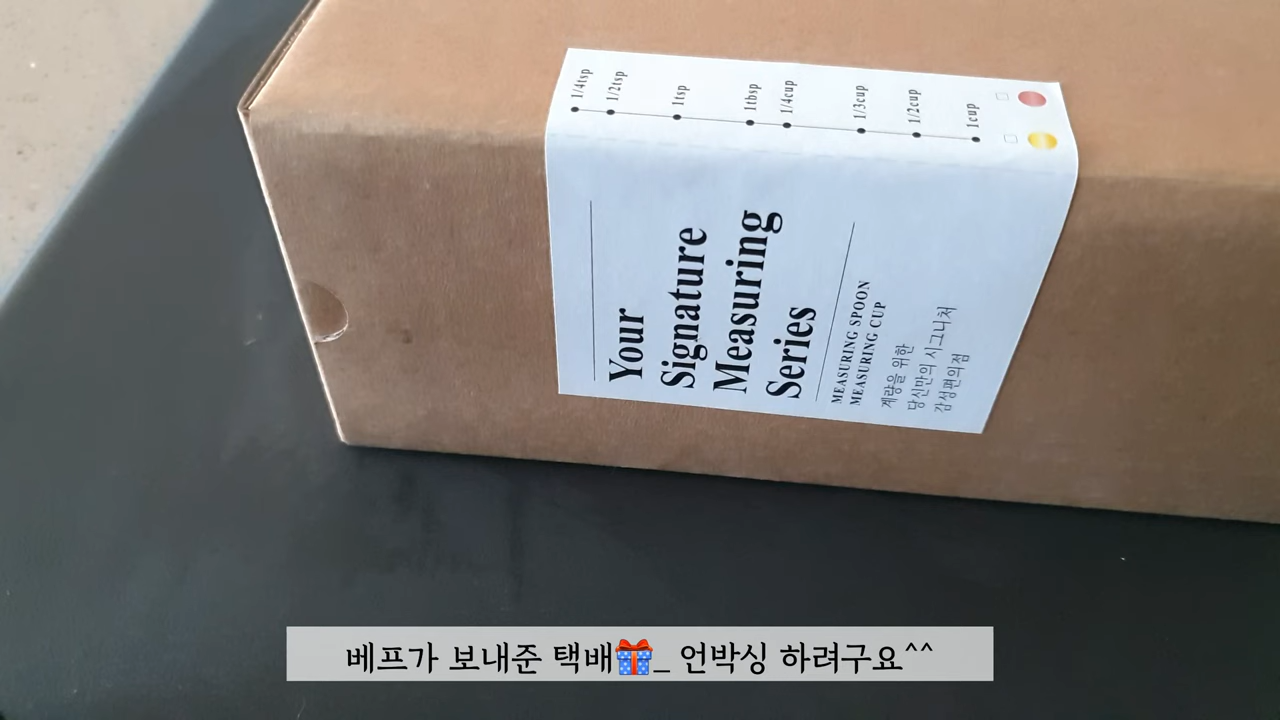 1/4tsp
1/2tsp
1tsp
1tbsp
1/4cup
1/3cup
1/2cup
1cup
Your
Signature
Measuring
Series
MEASURING SPOON
MEASURING CUP
계량을 위한
당신만의 시그니처
감성편의점
베프가 보내준 택배🎁_ 언박싱 하려구요^^